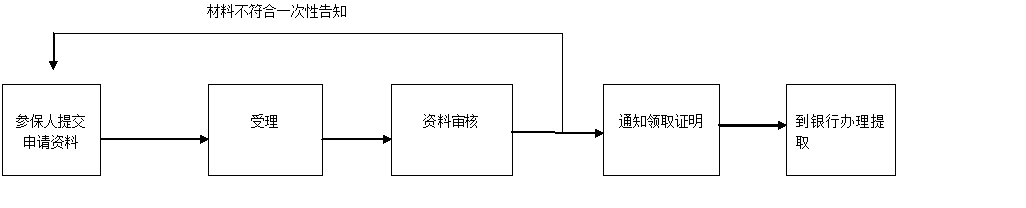 材料不符合一次性告知
参保人提交
申请资料
受理
资料审核
通知领取证明
到银行办理提
取